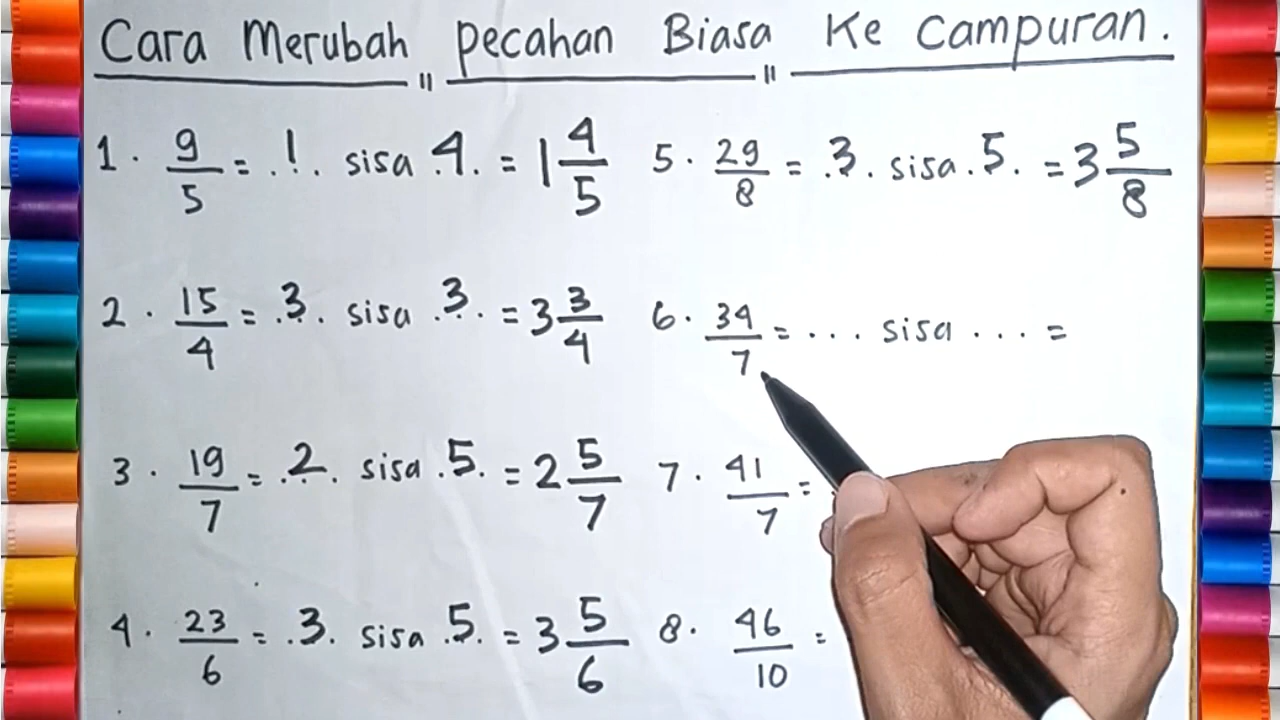 Cara Merubah Pecahan Biasa Ke Campuran.
1. 9/5 = .1. sisa .4. = 1 4/5
2. 15/4 = .3. sisa .3. = 3 3/4
3. 19/7 = .2. sisa .5. = 2 5/7
4. 23/6 = .3. sisa .5. = 3 5/6
5. 29/8 = .3. sisa .5. = 3 5/8
6. 34/7 = ... sisa ... =
7. 41/7 =
8. 46/10 =